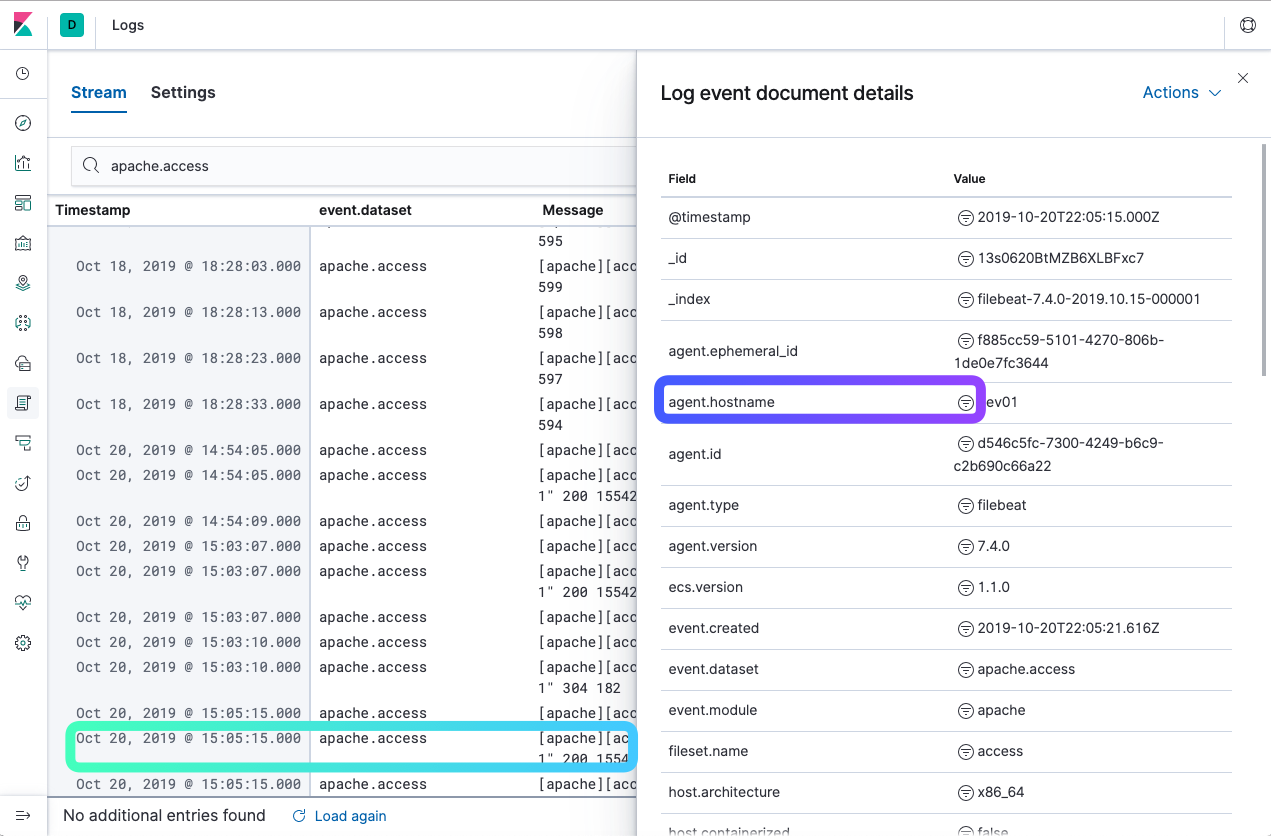 D
Logs
Stream Settings
apache.access
Timestamp event.dataset Message
595
Oct 18, 2019 @ 18:28:03.000 apache.access [apache][acc
599
Oct 18, 2019 @ 18:28:13.000 apache.access [apache][acc
598
Oct 18, 2019 @ 18:28:23.000 apache.access [apache][acc
597
Oct 18, 2019 @ 18:28:33.000 apache.access [apache][acc
594
Oct 20, 2019 @ 14:54:05.000 apache.access [apache][acc
Oct 20, 2019 @ 14:54:05.000 apache.access [apache][acc
1" 200 15542
Oct 20, 2019 @ 14:54:09.000 apache.access [apache][acc
Oct 20, 2019 @ 15:03:07.000 apache.access [apache][acc
Oct 20, 2019 @ 15:03:07.000 apache.access [apache][acc
1" 200 15542
Oct 20, 2019 @ 15:03:07.000 apache.access [apache][acc
Oct 20, 2019 @ 15:03:10.000 apache.access [apache][acc
Oct 20, 2019 @ 15:03:10.000 apache.access [apache][acc
1" 304 182
Oct 20, 2019 @ 15:05:15.000 apache.access [apache][acc
Oct 20, 2019 @ 15:05:15.000 apache.access [apache][ac
1" 200 1554
Oct 20, 2019 @ 15:05:15.000 apache.access [apache][acc
No additional entries found Load again
Log event document details
Actions
Field Value
@timestamp 2019-10-20T22:05:15.000Z
_id 13s0620BtMZB6XLBFxc7
_index filebeat-7.4.0-2019.10.15-000001
agent.ephemeral_id f885cc59-5101-4270-806b-
1de0e7fc3644
agent.hostname ev01
agent.id d546c5fc-7300-4249-b6c9-
c2b690c66a22
agent.type filebeat
agent.version 7.4.0
ecs.version 1.1.0
event.created 2019-10-20T22:05:21.616Z
event.dataset apache.access
event.module apache
fileset.name access
host.architecture x86_64
host.containerized false